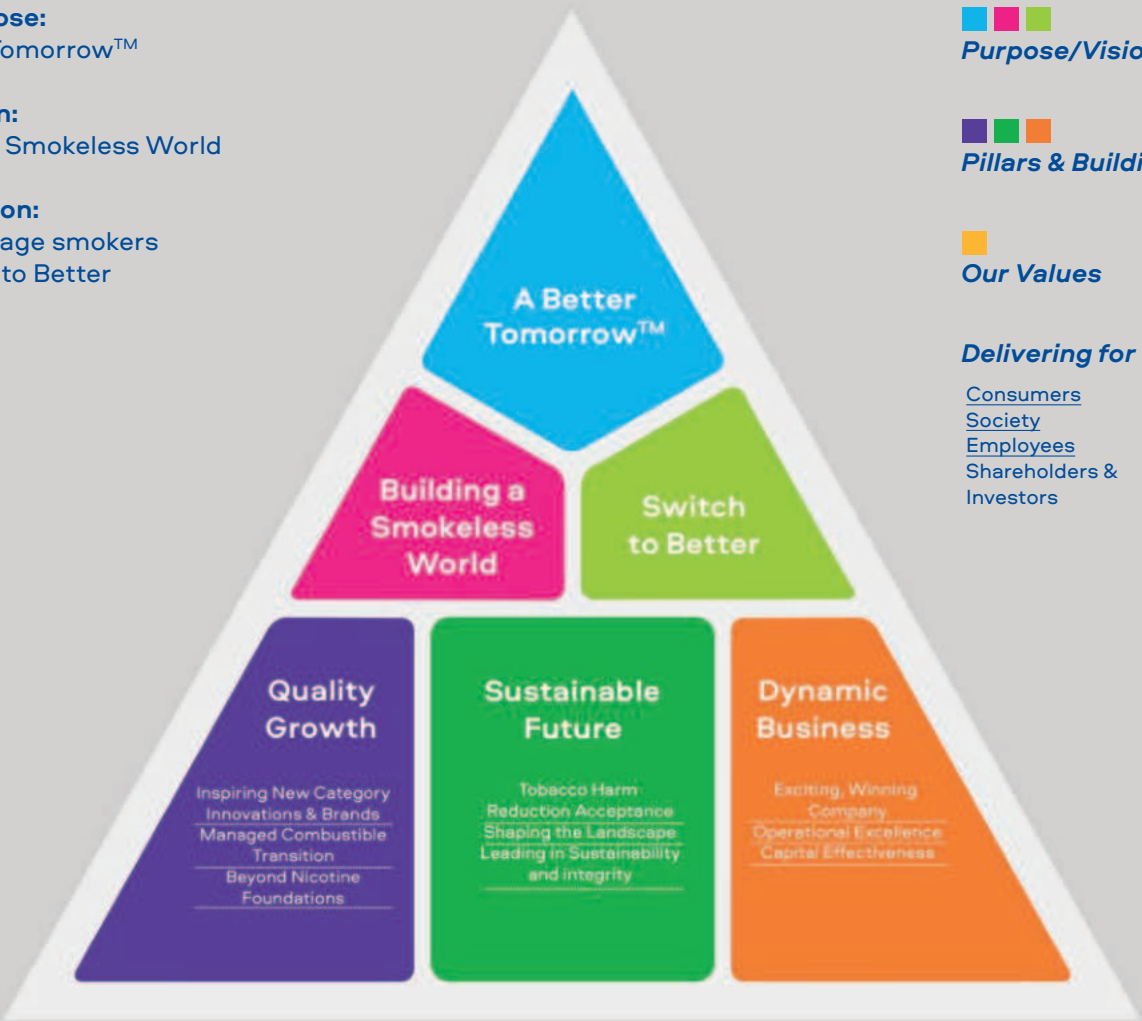 ose:
Tomorrow™
n:
Smokeless World
on:
age smokers
to Better
Purpose/Visio
Pillars & Buildi
Our Values
Delivering for
Consumers
Society
Employees
Shareholders &
Investors
A Better
Tomorrow™
Building a
Smokeless
World
Switch
to Better
Quality
Growth
Inspiring New Category
Innovations & Brands
Managed Combustible
Transition
Beyond Nicotine
Foundations
Sustainable
Future
Tobacco Harm
Reduction Acceptance
Shaping the Landscape
Leading in Sustainability
and integrity
Dynamic
Business
Exciting, Winning
Company
Operational Excellence
Capital Effectiveness